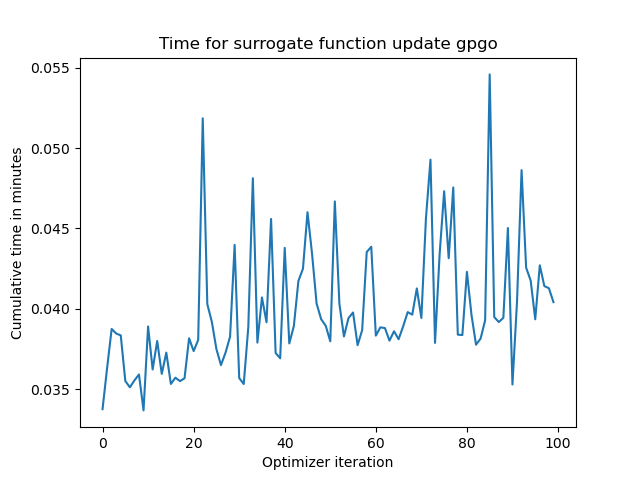 Time for surrogate function update gpgo
Cumulative time in minutes
0.055
0.050
0.045
0.040
0.035
0 20 40 60 80 100
Optimizer iteration